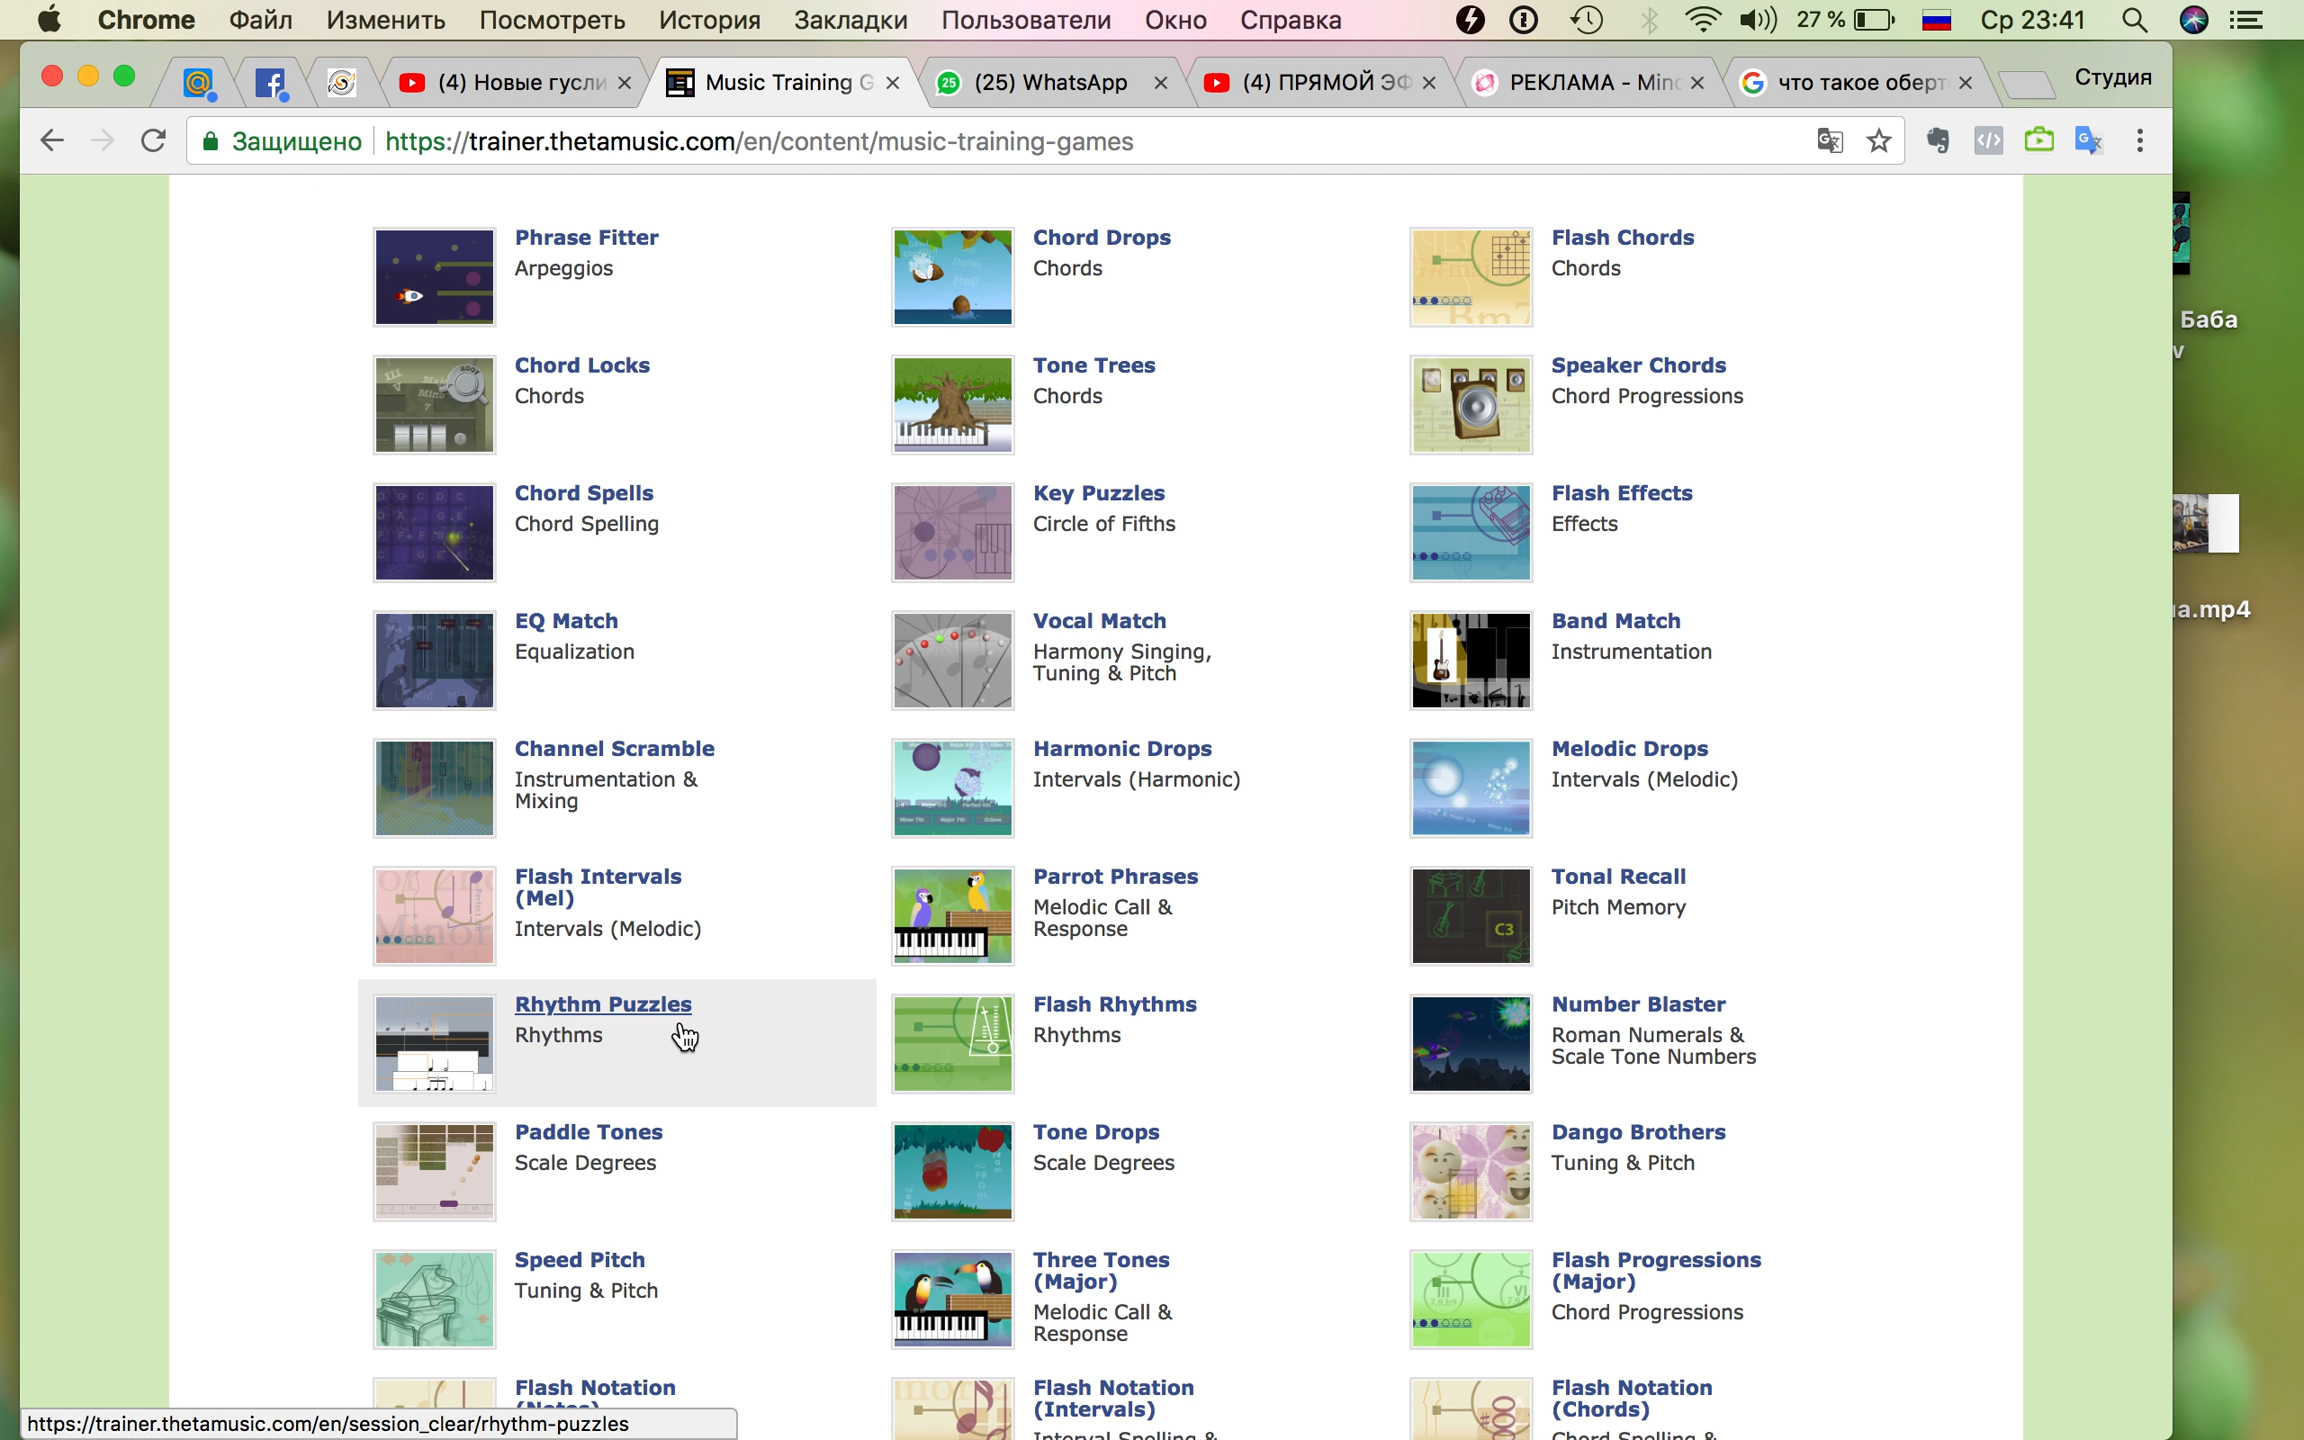 Chrome Файл Изменить Посмотреть История Закладки Пользователи Окно Справка 27 % Ср 23:41
(4) Новые гусли
Music Training G
(25) WhatsApp
(4) ПРЯМОЙ ЭФ
РЕКЛАМА - Min
что такое оберт
Студия
Защищено https://trainer.thetamusic.com/en/content/music-training-games
Phrase Fitter
Arpeggios
Chord Drops
Chords
Flash Chords
Chords
Chord Locks
Chords
Tone Trees
Chords
Speaker Chords
Chord Progressions
Chord Spells
Chord Spelling
Key Puzzles
Circle of Fifths
Flash Effects
Effects
EQ Match
Equalization
Vocal Match
Harmony Singing,
Tuning & Pitch
Band Match
Instrumentation
Channel Scramble
Instrumentation &
Mixing
Harmonic Drops
Intervals (Harmonic)
Melodic Drops
Intervals (Melodic)
Flash Intervals
(Mel)
Intervals (Melodic)
Parrot Phrases
Melodic Call &
Response
Tonal Recall
Pitch Memory
C3
Rhythm Puzzles
Rhythms
Flash Rhythms
Rhythms
Number Blaster
Roman Numerals &
Scale Tone Numbers
Paddle Tones
Scale Degrees
Tone Drops
Scale Degrees
Dango Brothers
Tuning & Pitch
Speed Pitch
Tuning & Pitch
Three Tones
(Major)
Melodic Call &
Response
Flash Progressions
(Major)
Chord Progressions
Flash Notation
(Notes)
Flash Notation
(Intervals)
Interval Spelling &
Flash Notation
(Chords)
Chord Spelling &
https://trainer.thetamusic.com/en/session_clear/rhythm-puzzles
Баба
v
ıa.mp4